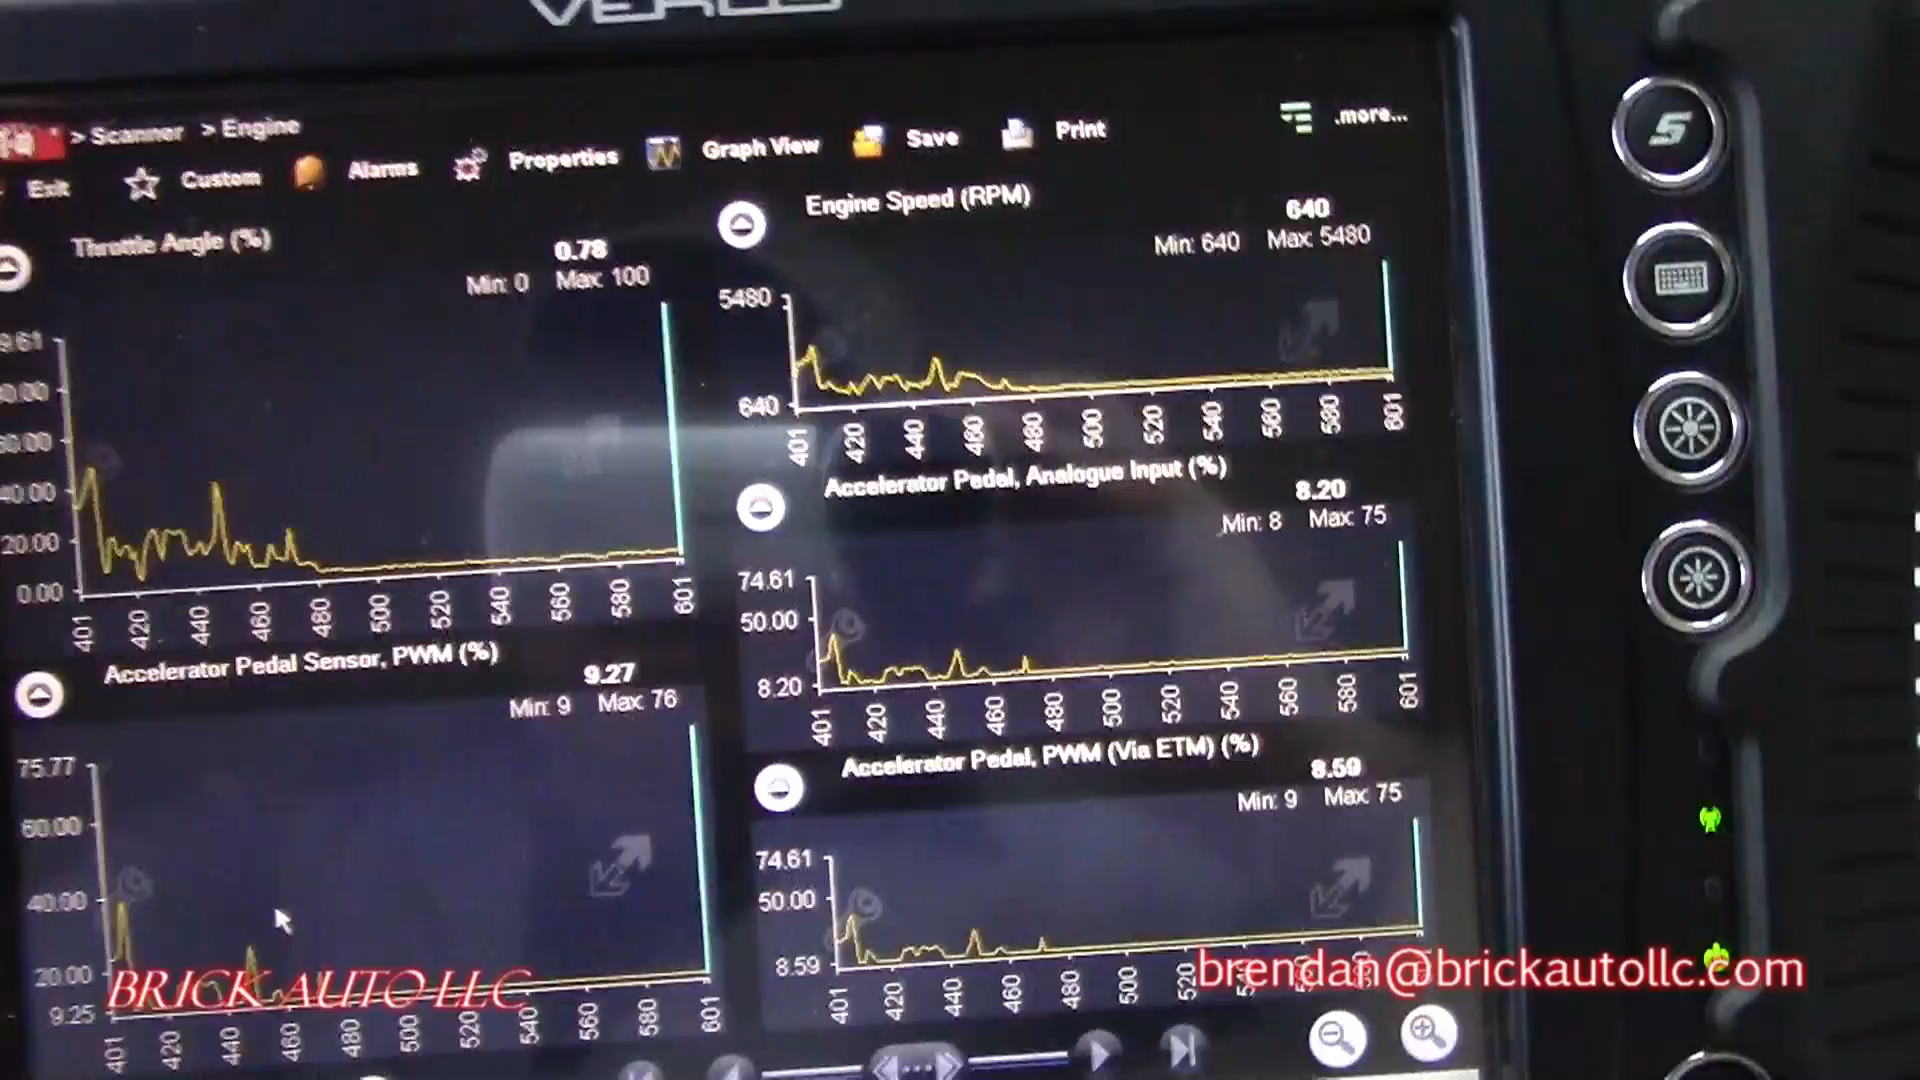 VERUS
> Scanner > Engine
Exit Custom Alarms Properties Graph View Save Print .more...
Throttle Angle (%)
0.78
Min: 0 Max: 100
9.61
40.00
20.00
0.00
401 420 440 460 480 500 520 540 560 580 601
Engine Speed (RPM)
640
Min: 640 Max: 5480
5480
640
401 420 440 460 480 500 520 540 560 580 601
Accelerator Pedal, Analogue Input (%)
8.20
Min: 8 Max: 75
74.61
50.00
8.20
401 420 440 460 480 500 520 540 560 580 601
Accelerator Pedal Sensor, PWM (%)
9.27
Min: 9 Max: 76
75.77
60.00
40.00
20.00
9.25
401 420 440 460 480 500 540 560 580 601
Accelerator Pedal, PWM (Via ETM) (%)
8.59
Min: 9 Max: 75
74.61
50.00
8.59
401 420 440 460 480 500 520
BRICK AUTO LLC
brendan@brickautollc.com
S